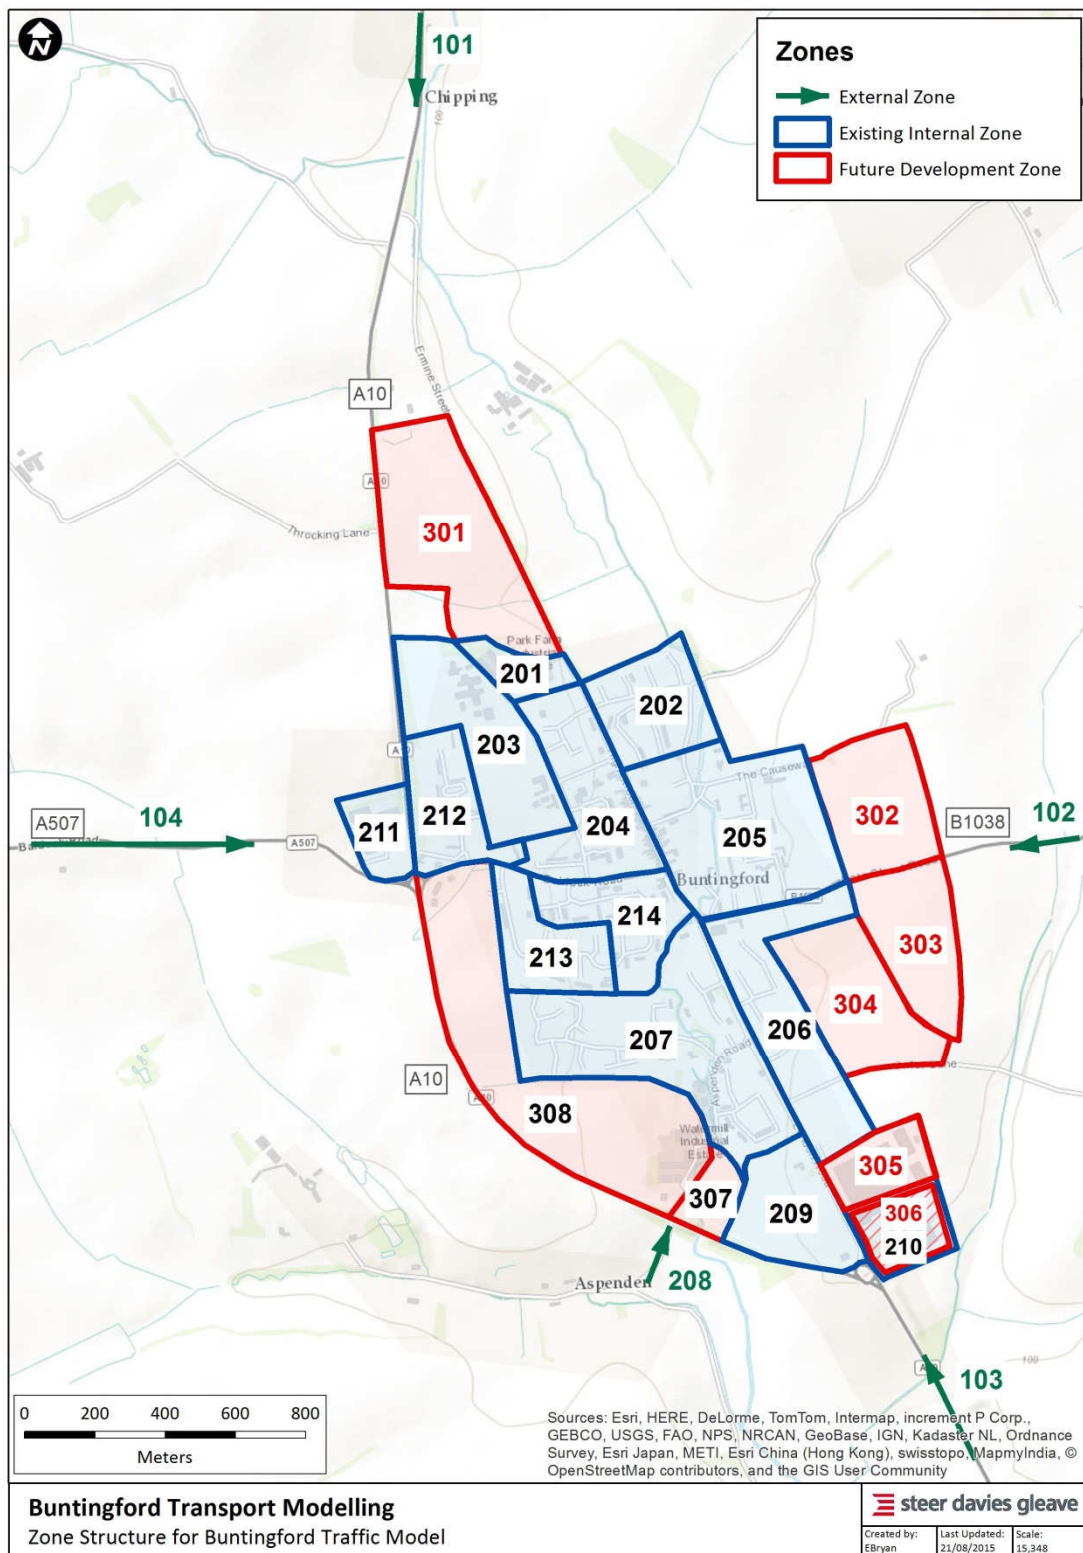 N
101
Chipping
100
Zones
External Zone
Existing Internal Zone
Future Development Zone
Ermine Street
A10
Throcking Lane
301
Park Farm
201
202
203
The Causeway
302
A507
104
A507
212
211
204
205
B1038
102
Buntingford
214
303
213
304
206
207
Aspenden Road
A10
A10
308
Watermill
Industrial
Estate
305
307
209
306
210
Aspenden
208
100
103
0 200 400 600 800
Meters
Sources: Esri, HERE, DeLorme, TomTom, Intermap, increment P Corp.,
GEBCO, USGS, FAO, NPS, NRCAN, GeoBase, IGN, Kadaster NL, Ordnance
Survey, Esri Japan, METI, Esri China (Hong Kong), swisstopo, MapmyIndia, ©
OpenStreetMap contributors, and the GIS User Community
Buntingford Transport Modelling
Zone Structure for Buntingford Traffic Model
steer davies gleave
Created by:
EBryan
Last Updated:
21/08/2015
Scale:
15,348